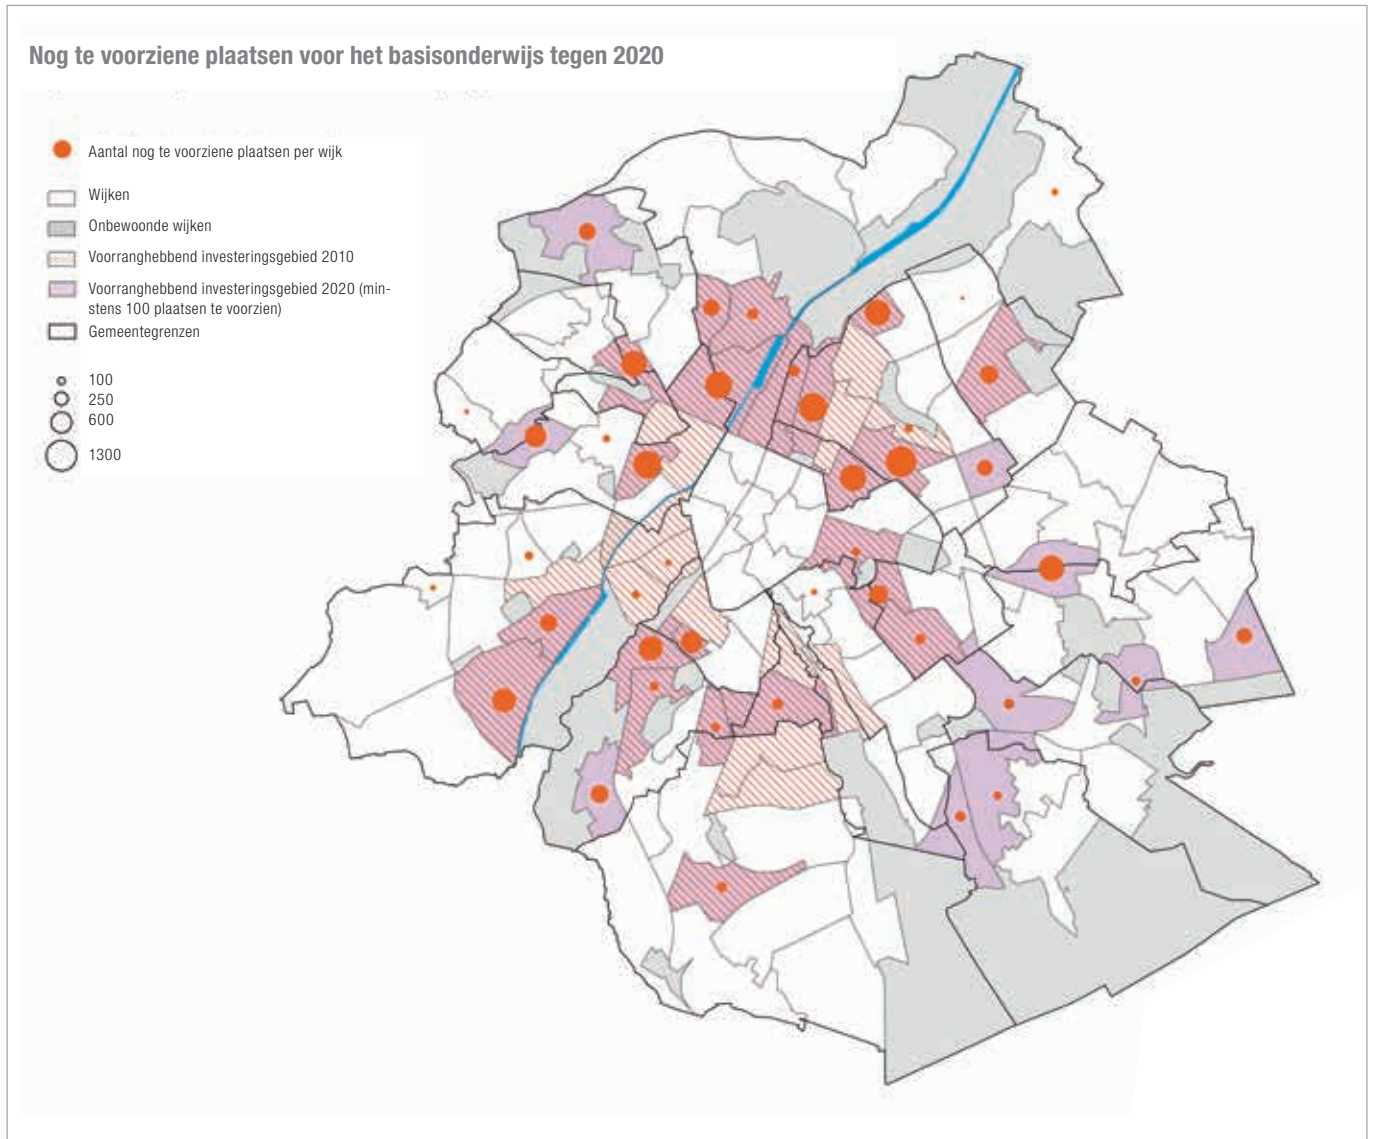 Nog te voorziene plaatsen voor het basisonderwijs tegen 2020
Aantal nog te voorziene plaatsen per wijk
Wijken
Onbewoonde wijken
Voorranghebbend investeringsgebied 2010
Voorranghebbend investeringsgebied 2020 (min-
stens 100 plaatsen te voorzien)
Gemeentegrenzen
100
250
600
1300